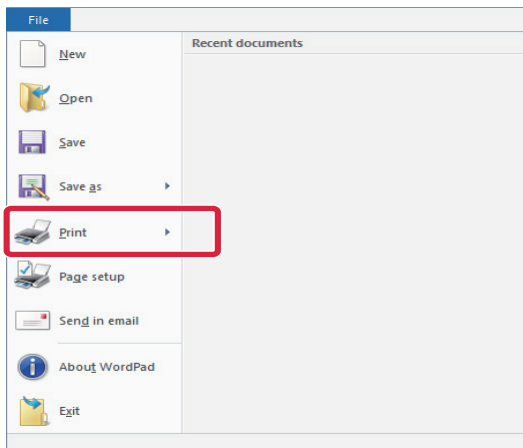 File
Recent documents
New
Open
Save
Save as
Print
Page setup
Send in email
About WordPad
Exit